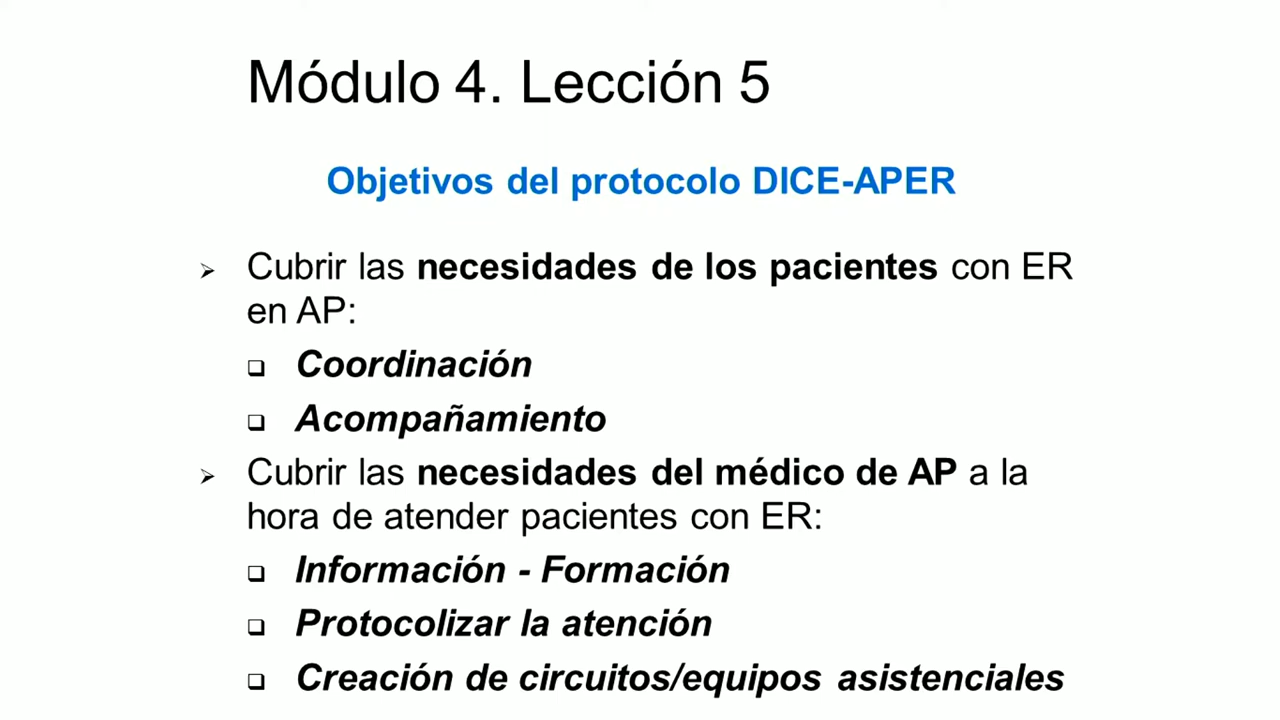 Módulo 4. Lección 5
Objetivos del protocolo DICE-APER
Cubrir las necesidades de los pacientes con ER
en AP:
Coordinación
Acompañamiento
Cubrir las necesidades del médico de AP a la
hora de atender pacientes con ER:
Información - Formación
Protocolizar la atención
Creación de circuitos/equipos asistenciales